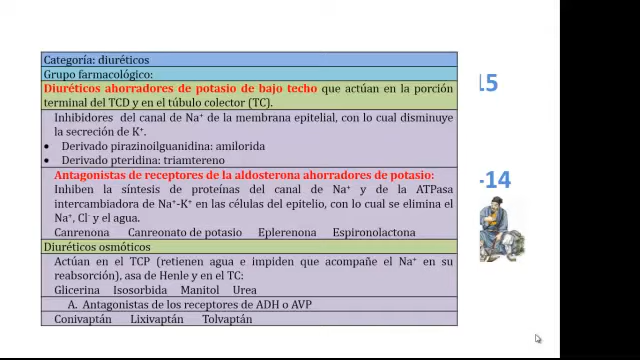 Categoría: diuréticos
Grupo farmacológico:
Diuréticos ahorradores de potasio de bajo techo que actúan en la porción
terminal del TCD y en el túbulo colector (TC).
Inhibidores del canal de Na⁺ de la membrana epitelial, con lo cual disminuye
la secreción de K⁺.
• Derivado pirazinoilguanidina: amilorida
• Derivado pteridina: triamtereno
Antagonistas de receptores de la aldosterona ahorradores de potasio:
Inhiben la síntesis de proteínas del canal de Na⁺ y de la ATPasa
intercambiadora de Na⁺-K⁺ en las células del epitelio, con lo cual se elimina el
Na⁺, Cl⁻ y el agua.
Canrenona Canreonato de potasio Eplerenona Espironolactona
Diuréticos osmóticos
Actúan en el TCP (retienen agua e impiden que acompañe el Na⁺ en su
reabsorción), asa de Henle y en el TC:
Glicerina Isosorbida Manitol Urea
A. Antagonistas de los receptores de ADH o AVP
Conivaptán Lixivaptán Tolvaptán
15
-14